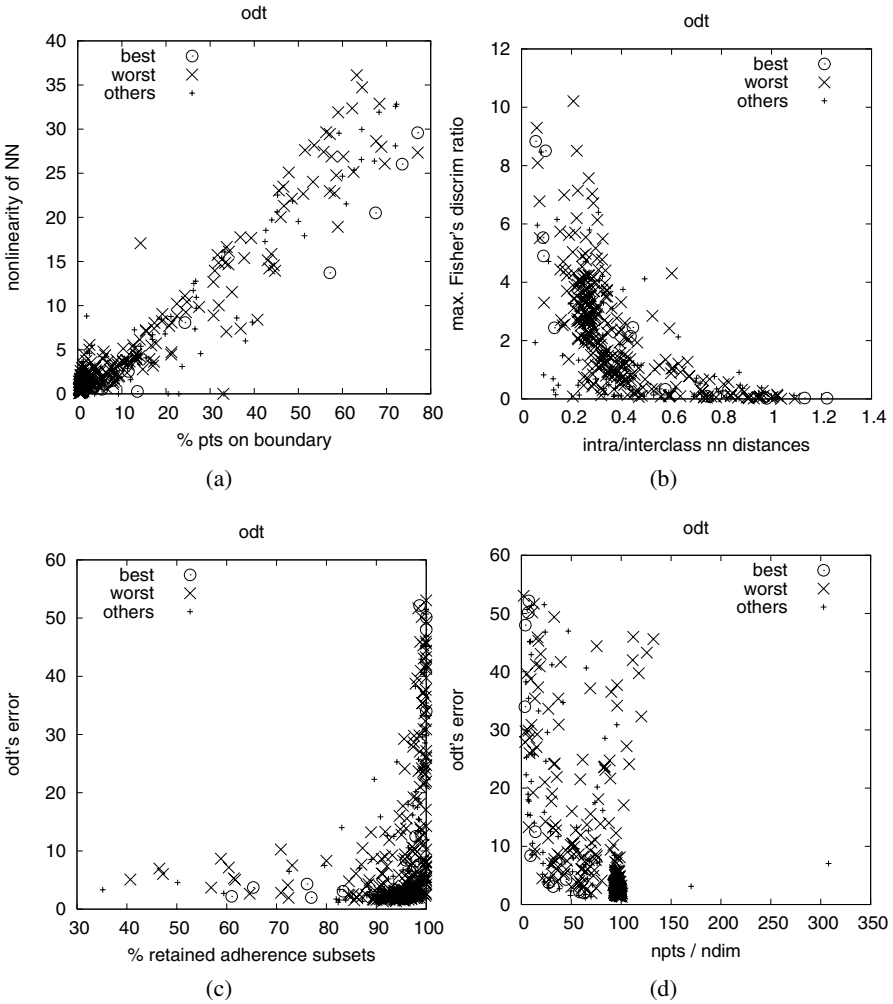 odt
best
worst
others
40
35
30
25
20
15
10
5
0
0 10 20 30 40 50 60 70 80
nonlinearity of NN
% pts on boundary
(a)
odt
best
worst
others
12
10
8
6
4
2
0
0 0.2 0.4 0.6 0.8 1 1.2 1.4
max. Fisher's discrim ratio
intra/interclass nn distances
(b)
odt
best
worst
others
60
50
40
30
20
10
0
30 40 50 60 70 80 90 100
odt's error
% retained adherence subsets
(c)
odt
best
worst
others
60
50
40
30
20
10
0
0 50 100 150 200 250 300 350
odt's error
npts / ndim
(d)